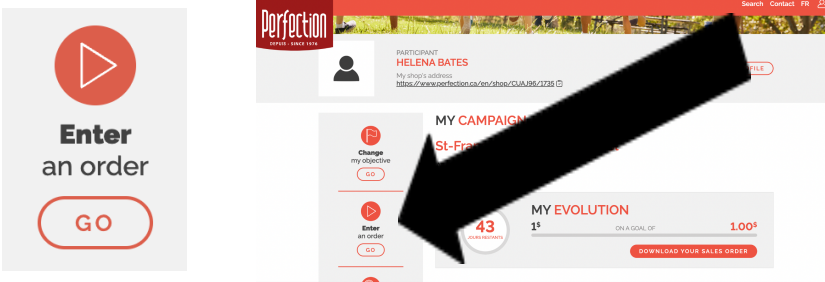 Enter
an order
GO
Search Contact FR
Perfection
DEPUIS - SINCE 1976
PARTICIPANT
HELENA BATES
My shop's address
https://www.perfection.ca/en/shop/CUAJ96/1735
FILE
MY CAMPAIGN
St-Fra
Change
my objective
GO
Enter
an order
GO
43
JOURS RESTANTS
MY EVOLUTION
1$
ON A GOAL OF
1.00$
DOWNLOAD YOUR SALES ORDER